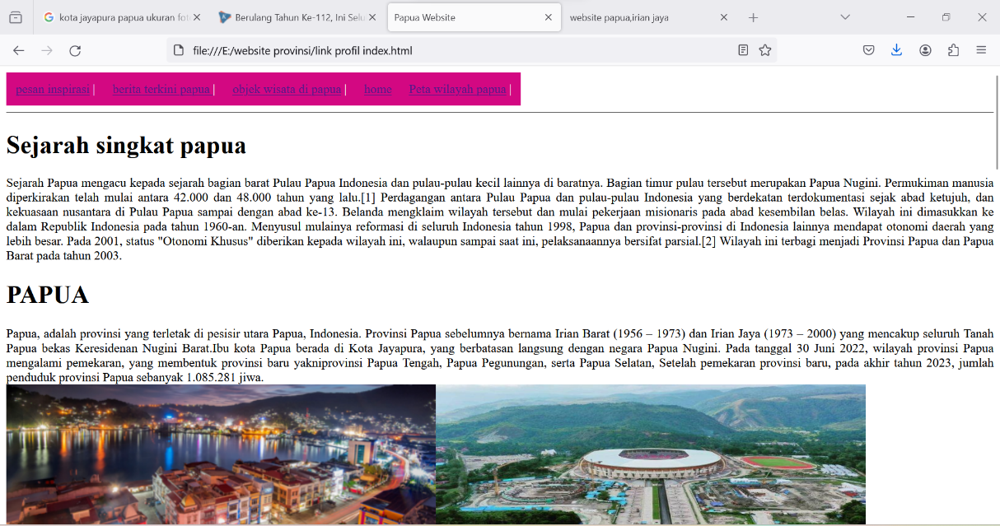 kota jayapura papua ukuran fot
Berulang Tahun Ke-112, Ini Selu
Papua Website
website papua,irian jaya
file:///E:/website provinsi/link profil index.html
pesan inspirasi | berita terkini papua | objek wisata di papua | home Peta wilayah papua |
Sejarah singkat papua
Sejarah Papua mengacu kepada sejarah bagian barat Pulau Papua Indonesia dan pulau-pulau kecil lainnya di baratnya. Bagian timur pulau tersebut merupakan Papua Nugini. Permukiman manusia
diperkirakan telah mulai antara 42.000 dan 48.000 tahun yang lalu.[1] Perdagangan antara Pulau Papua dan pulau-pulau Indonesia yang berdekatan terdokumentasi sejak abad ketujuh, dan
kekuasaan nusantara di Pulau Papua sampai dengan abad ke-13. Belanda mengklaim wilayah tersebut dan mulai pekerjaan misionaris pada abad kesembilan belas. Wilayah ini dimasukkan ke
dalam Republik Indonesia pada tahun 1960-an. Menyusul mulainya reformasi di seluruh Indonesia tahun 1998, Papua dan provinsi-provinsi di Indonesia lainnya mendapat otonomi daerah yang
lebih besar. Pada 2001, status "Otonomi Khusus" diberikan kepada wilayah ini, walaupun sampai saat ini, pelaksanaannya bersifat parsial.[2] Wilayah ini terbagi menjadi Provinsi Papua dan Papua
Barat pada tahun 2003.
PAPUA
Papua, adalah provinsi yang terletak di pesisir utara Papua, Indonesia. Provinsi Papua sebelumnya bernama Irian Barat (1956 – 1973) dan Irian Jaya (1973 – 2000) yang mencakup seluruh Tanah
Papua bekas Keresidenan Nugini Barat.Ibu kota Papua berada di Kota Jayapura, yang berbatasan langsung dengan negara Papua Nugini. Pada tanggal 30 Juni 2022, wilayah provinsi Papua
mengalami pemekaran, yang membentuk provinsi baru yakniprovinsi Papua Tengah, Papua Pegunungan, serta Papua Selatan, Setelah pemekaran provinsi baru, pada akhir tahun 2023, jumlah
penduduk provinsi Papua sebanyak 1.085.281 jiwa.